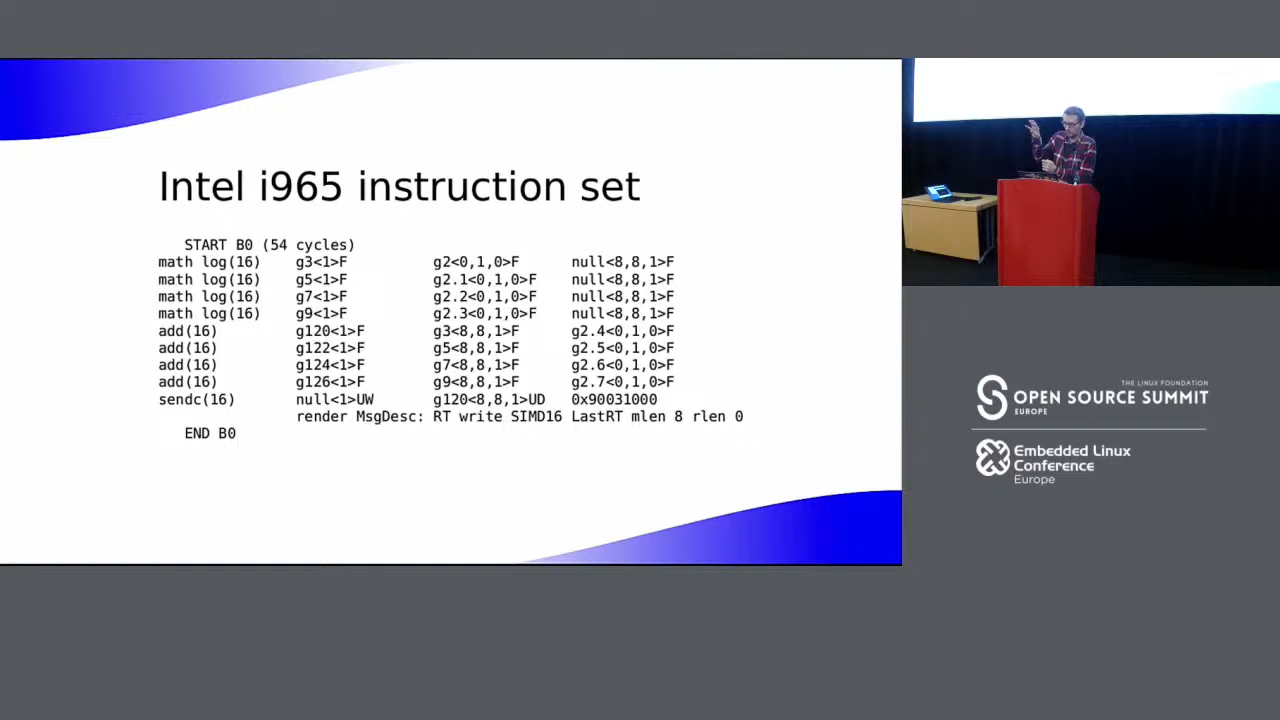 Intel i965 instruction set
START B0 (54 cycles)
math log(16) g3<1>F g2<0,1,0>F null<8,8,1>F
math log(16) g5<1>F g2.1<0,1,0>F null<8,8,1>F
math log(16) g7<1>F g2.2<0,1,0>F null<8,8,1>F
math log(16) g9<1>F g2.3<0,1,0>F null<8,8,1>F
add(16) g120<1>F g3<8,8,1>F g2.4<0,1,0>F
add(16) g122<1>F g5<8,8,1>F g2.5<0,1,0>F
add(16) g124<1>F g7<8,8,1>F g2.6<0,1,0>F
add(16) g126<1>F g9<8,8,1>F g2.7<0,1,0>F
sendc(16) null<1>UW g120<8,8,1>UD 0x90031000
render MsgDesc: RT write SIMD16 LastRT mlen 8 rlen 0
END B0
THE LINUX FOUNDATION
OPEN SOURCE SUMMIT
EUROPE
Embedded Linux
Conference
Europe